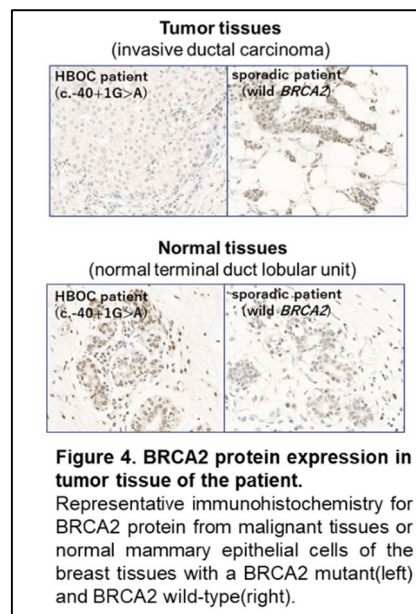 Tumor tissues
(invasive ductal carcinoma)
HBOC patient
(c.-40+1G>A)
sporadic patient
(wild BRCA2)
Normal tissues
(normal terminal duct lobular unit)
HBOC patient
(c.-40+1G>A)
sporadic patient
(wild BRCA2)
Figure 4. BRCA2 protein expression in
tumor tissue of the patient.
Representative immunohistochemistry for
BRCA2 protein from malignant tissues or
normal mammary epithelial cells of the
breast tissues with a BRCA2 mutant(left)
and BRCA2 wild-type(right).